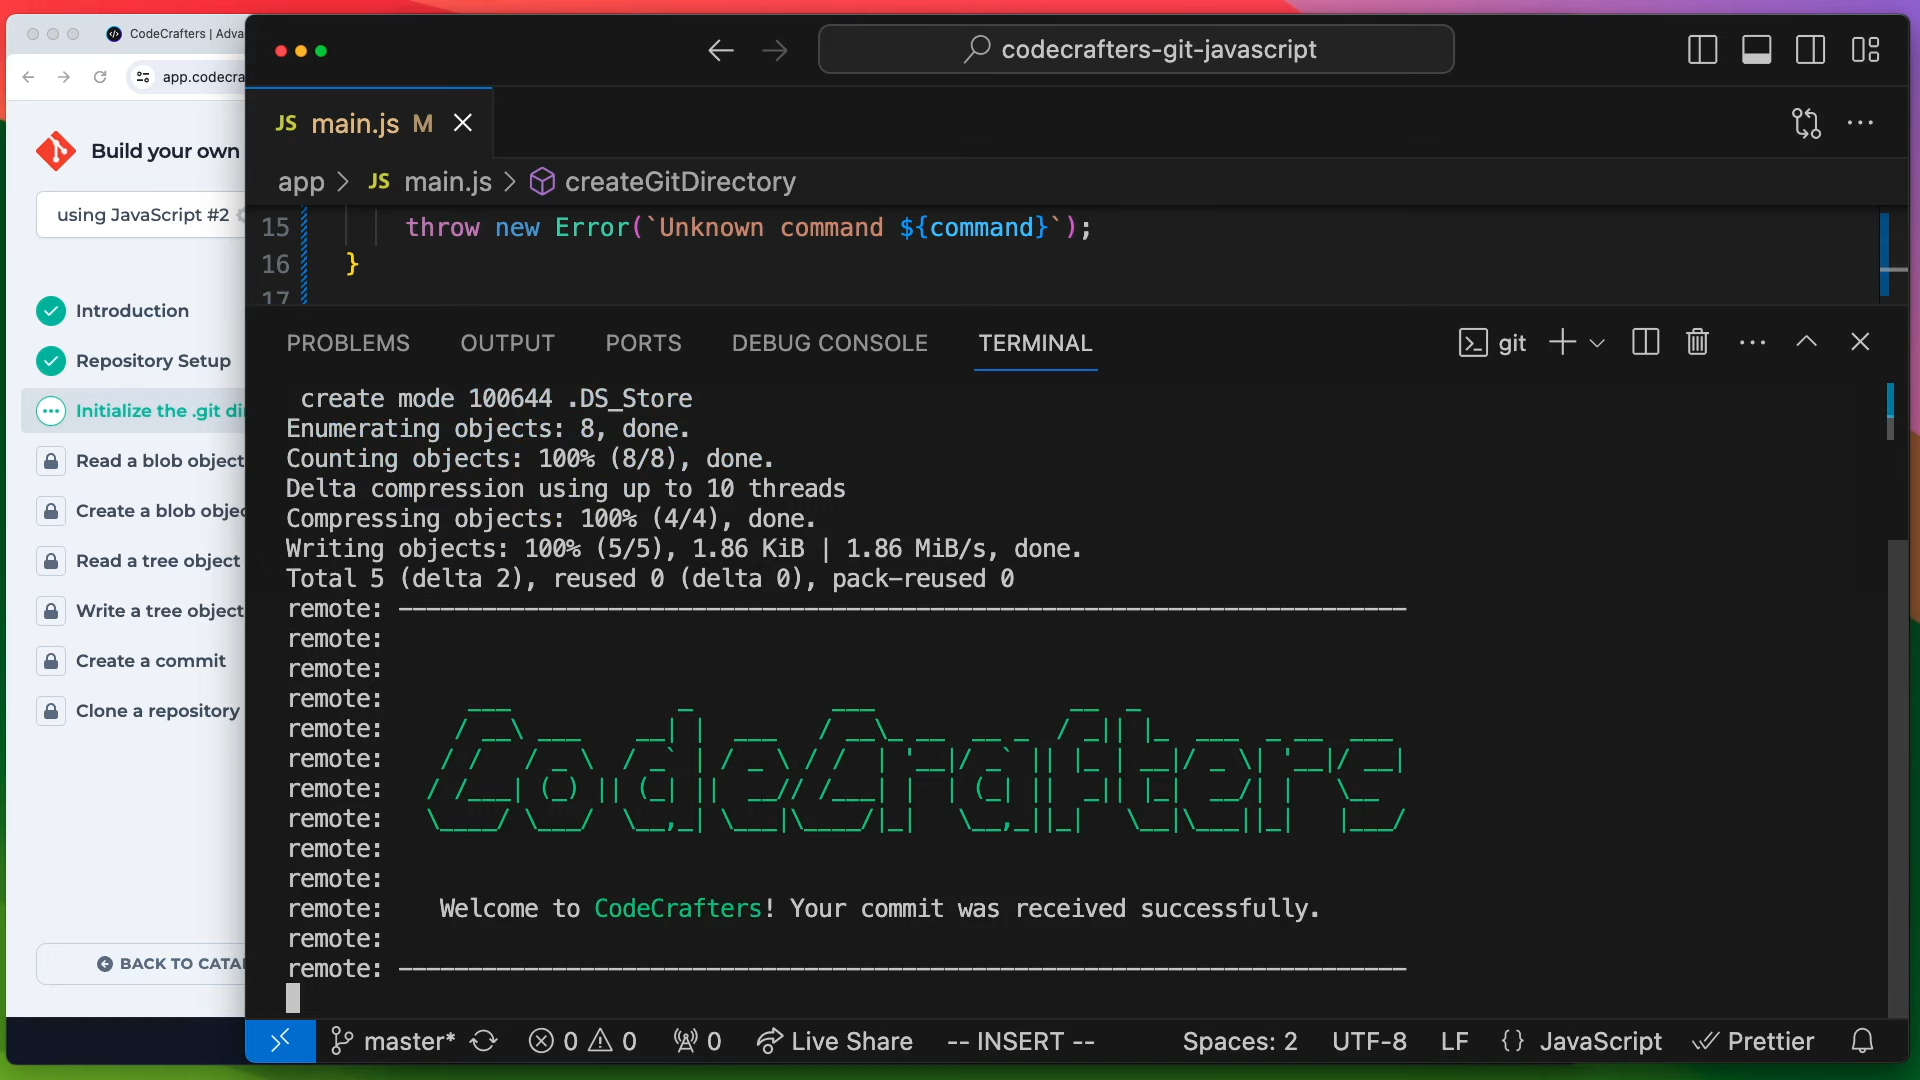 CodeCrafters | Adva
app.codecra
Build your own
using JavaScript #2
Introduction
Repository Setup
Initialize the .git di
Read a blob object
Create a blob objec
Read a tree object
Write a tree object
Create a commit
Clone a repository
BACK TO CATA
codecrafters-git-javascript
JS main.js M
app > JS main.js > createGitDirectory
15 throw new Error(`Unknown command ${command}`);
16 }
17
PROBLEMS OUTPUT PORTS DEBUG CONSOLE TERMINAL git
create mode 100644 .DS_Store
Enumerating objects: 8, done.
Counting objects: 100% (8/8), done.
Delta compression using up to 10 threads
Compressing objects: 100% (4/4), done.
Writing objects: 100% (5/5), 1.86 KiB | 1.86 MiB/s, done.
Total 5 (delta 2), reused 0 (delta 0), pack-reused 0
remote:
remote:
remote:
remote:
remote:
remote: CodeCrafters
remote:
remote:
remote:
remote:
remote: Welcome to CodeCrafters! Your commit was received successfully.
remote:
remote:
master* 0 0 0 Live Share -- INSERT -- Spaces: 2 UTF-8 LF {} JavaScript Prettier